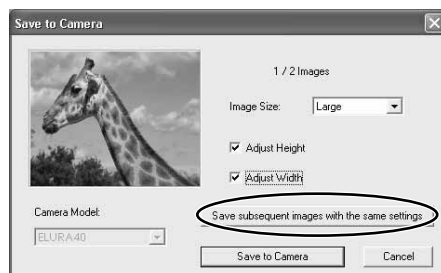 Save to Camera
1 / 2 Images
Image Size: Large
Adjust Height
Adjust Width
Camera Model:
Save subsequent images with the same settings
ELURA40
Save to Camera Cancel